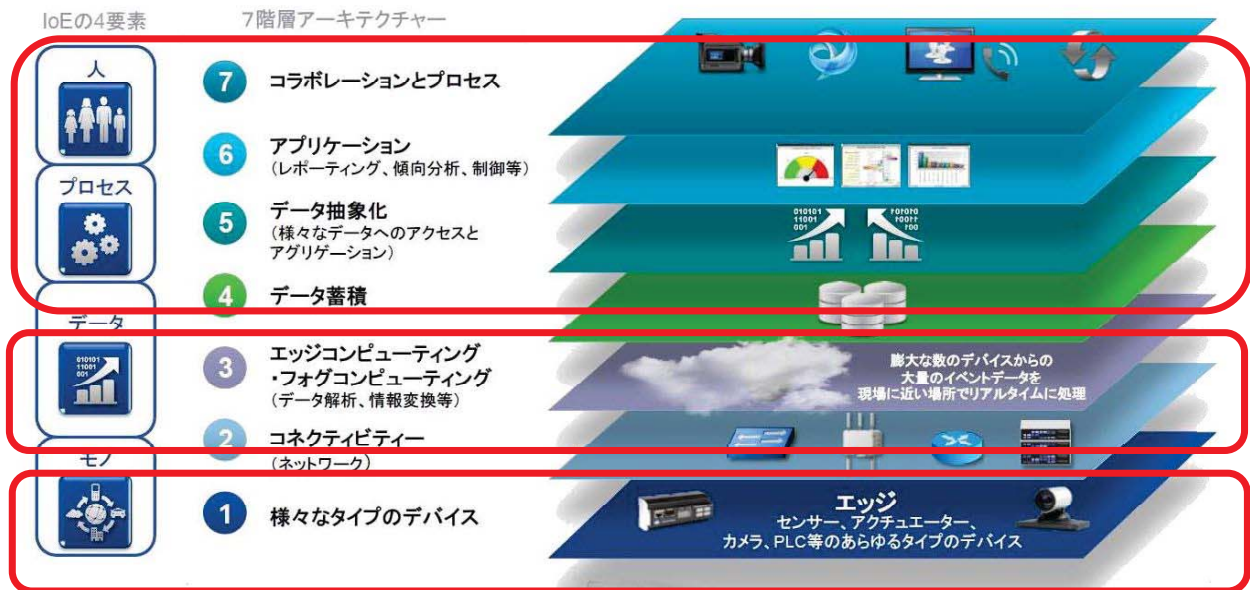 IoEの4要素
7階層アーキテクチャー
人
7
コラボレーションとプロセス
6
アプリケーション
（レポーティング、傾向分析、制御等）
プロセス
5
データ抽象化
（様々なデータへのアクセスと
アグリゲーション）
010101
11001
001
4
データ蓄積
データ
010101
11001
001
3
エッジコンピューティング
・フォグコンピューティング
（データ解析、情報変換等）
膨大な数のデバイスからの
大量のイベントデータを
現場に近い場所でリアルタイムに処理
2
コネクティビティー
（ネットワーク）
モノ
1
様々なタイプのデバイス
エッジ
センサー、アクチュエーター、
カメラ、PLC等のあらゆるタイプのデバイス